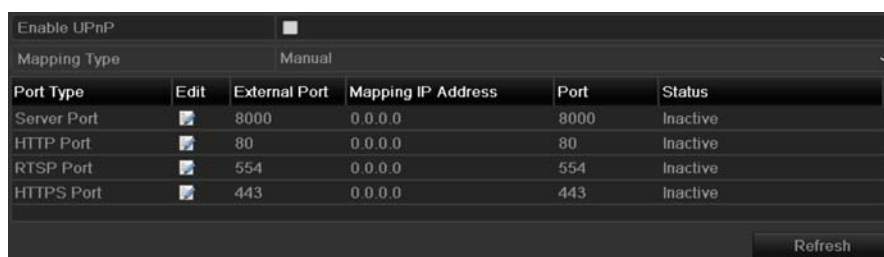 Enable UPnP
Mapping Type Manual
Port Type Edit External Port Mapping IP Address Port Status
Server Port 8000 0.0.0.0 8000 Inactive
HTTP Port 80 0.0.0.0 80 Inactive
RTSP Port 554 0.0.0.0 554 Inactive
HTTPS Port 443 0.0.0.0 443 Inactive
Refresh